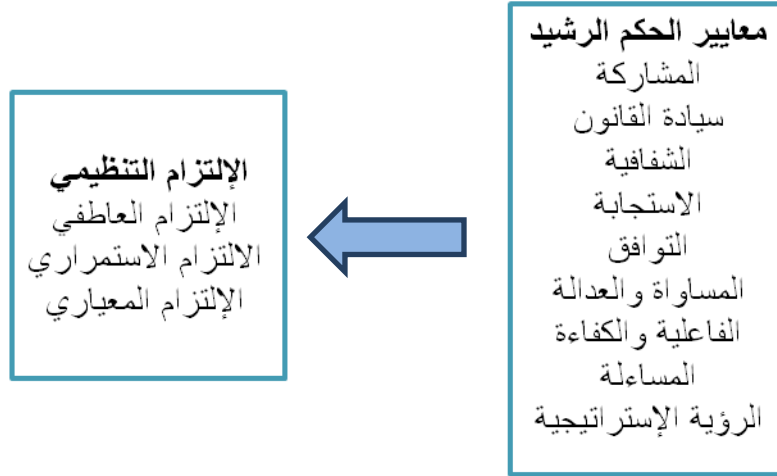 معايير الحكم الرشيد
المشاركة
سيادة القانون
الشفافية
الاستجابة
التوافق
المساواة والعدالة
الفاعلية والكفاءة
المساءلة
الرؤية الإستراتيجية
الإلتزام التنظيمي
الإلتزام العاطفي
الالتزام الاستمراري
الإلتزام المعياري